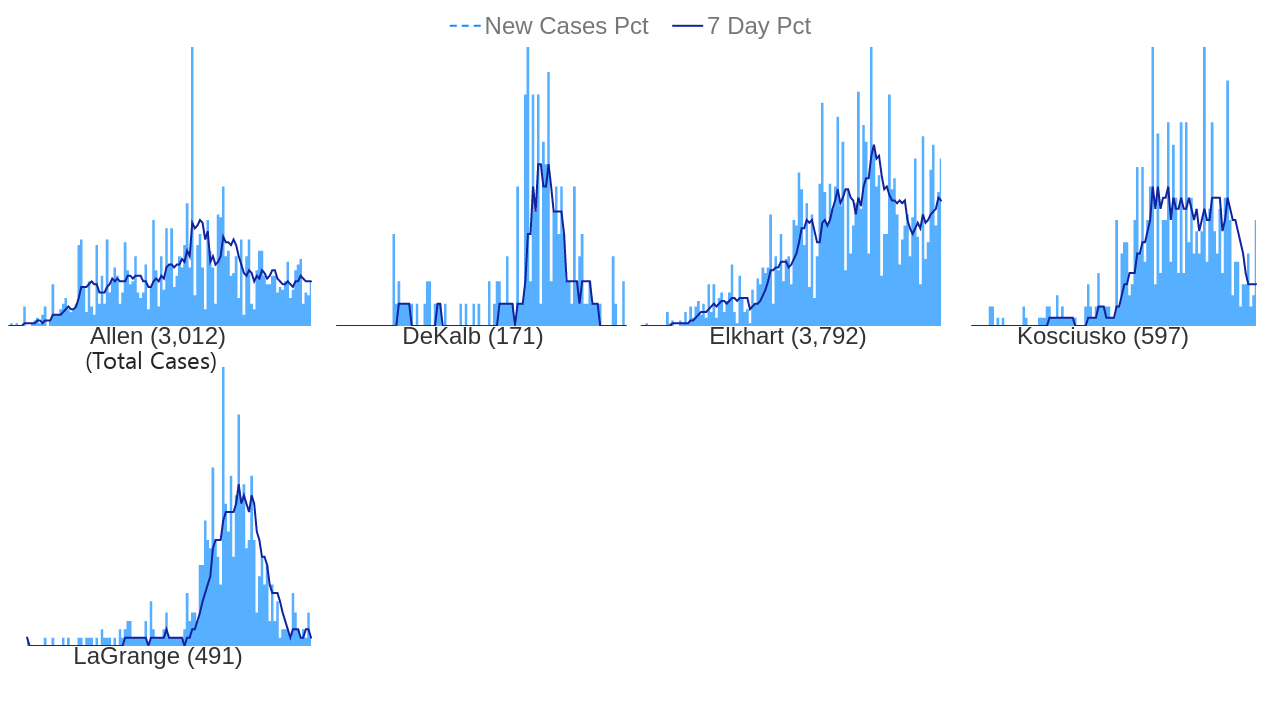 New Cases Pct 7 Day Pct
Allen (3,012) DeKalb (171) Elkhart (3,792) Kosciusko (597)
(Total Cases)
LaGrange (491)